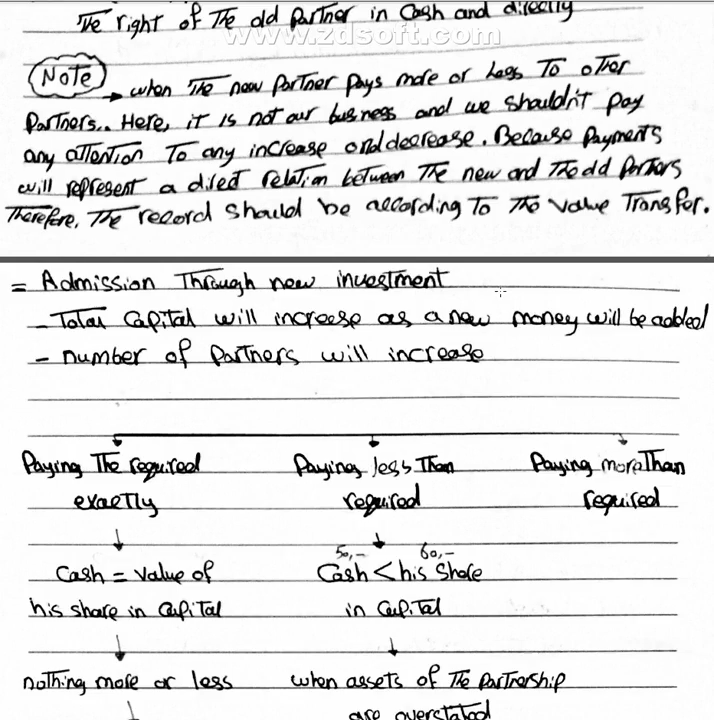 The right of The old Partner in Cash and directly
www.zdsoft.com
Note
when The new Partner Pays more or Less To other
Partners.. Here, it is not our business and we shouldn't pay
any attention To any increase and decrease. Because Payments
will represent a direct relation between The new and The old Partners
Therefore, The record should be according To The value Transfer.
= Admission Through new investment
- Total Capital will increase as a new money will be added
- number of Partners will increase
Paying The required Paying less Than Paying more Than
exactly required required
50,- 60,-
Cash = value of Cash < his Share
his share in Capital in Capital
nothing more or less when assets of The Partnership
are overstated